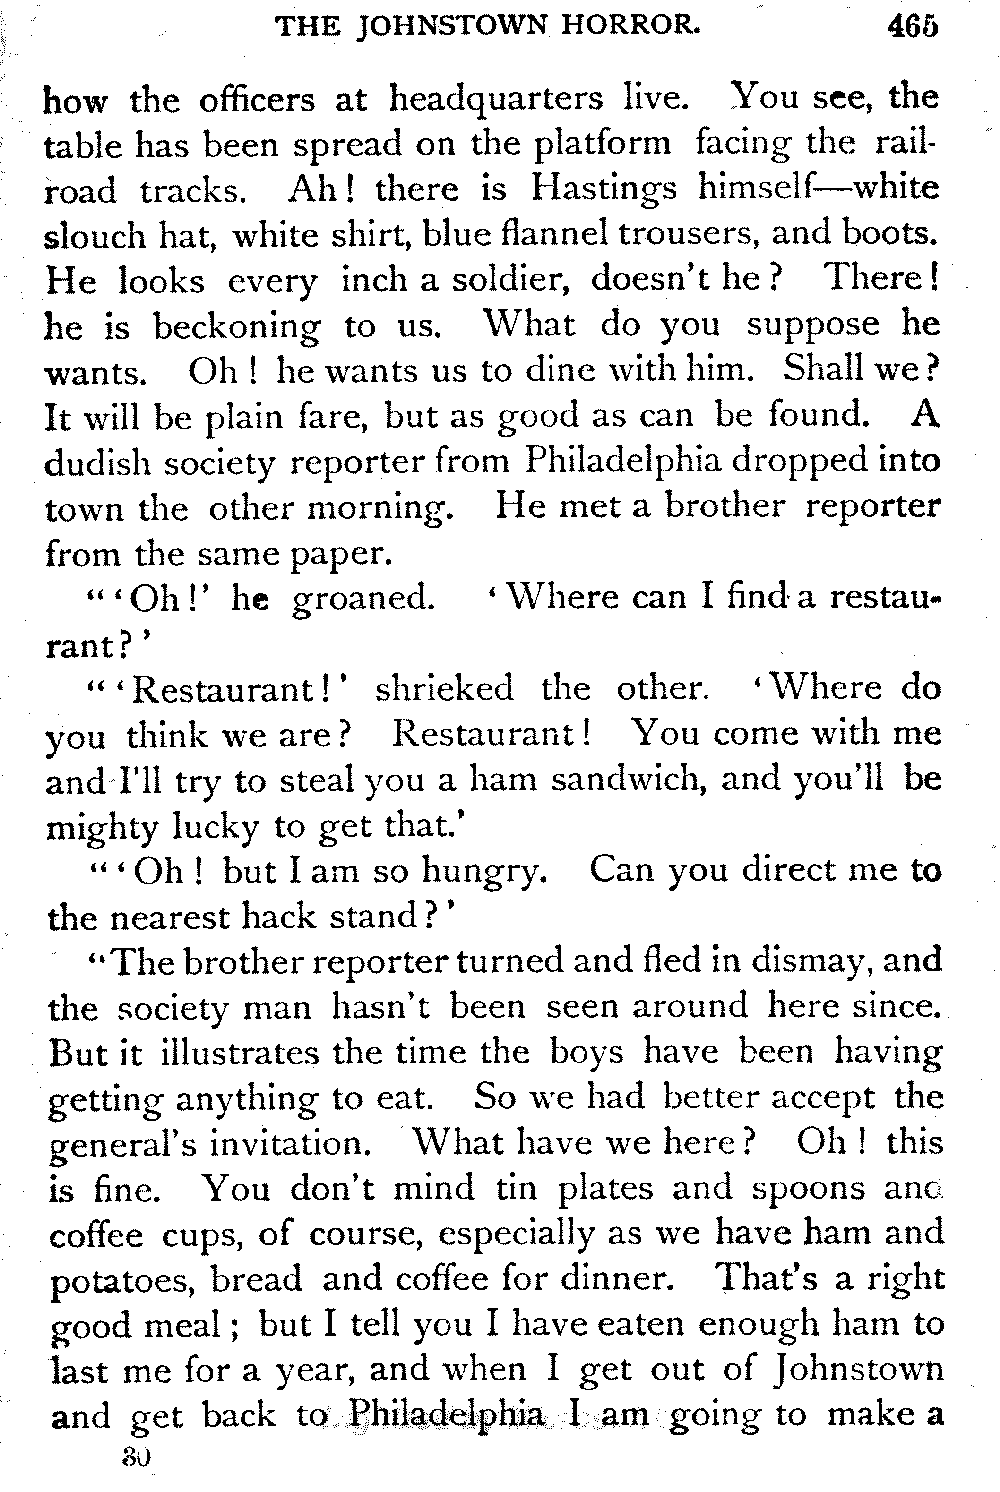 THE JOHNSTOWN HORROR. 465
how the officers at headquarters live. You see, the
table has been spread on the platform facing the rail-
road tracks. Ah! there is Hastings himself—white
slouch hat, white shirt, blue flannel trousers, and boots.
He looks every inch a soldier, doesn't he? There!
he is beckoning to us. What do you suppose he
wants. Oh! he wants us to dine with him. Shall we?
It will be plain fare, but as good as can be found. A
dudish society reporter from Philadelphia dropped into
town the other morning. He met a brother reporter
from the same paper.
"'Oh!' he groaned. 'Where can I find a restau-
rant?'
"'Restaurant!' shrieked the other. 'Where do
you think we are? Restaurant! You come with me
and I'll try to steal you a ham sandwich, and you'll be
mighty lucky to get that.'
"'Oh! but I am so hungry. Can you direct me to
the nearest hack stand?'
"The brother reporter turned and fled in dismay, and
the society man hasn't been seen around here since.
But it illustrates the time the boys have been having
getting anything to eat. So we had better accept the
general's invitation. What have we here? Oh! this
is fine. You don't mind tin plates and spoons and
coffee cups, of course, especially as we have ham and
potatoes, bread and coffee for dinner. That's a right
good meal; but I tell you I have eaten enough ham to
last me for a year, and when I get out of Johnstown
and get back to Philadelphia I am going to make a
30